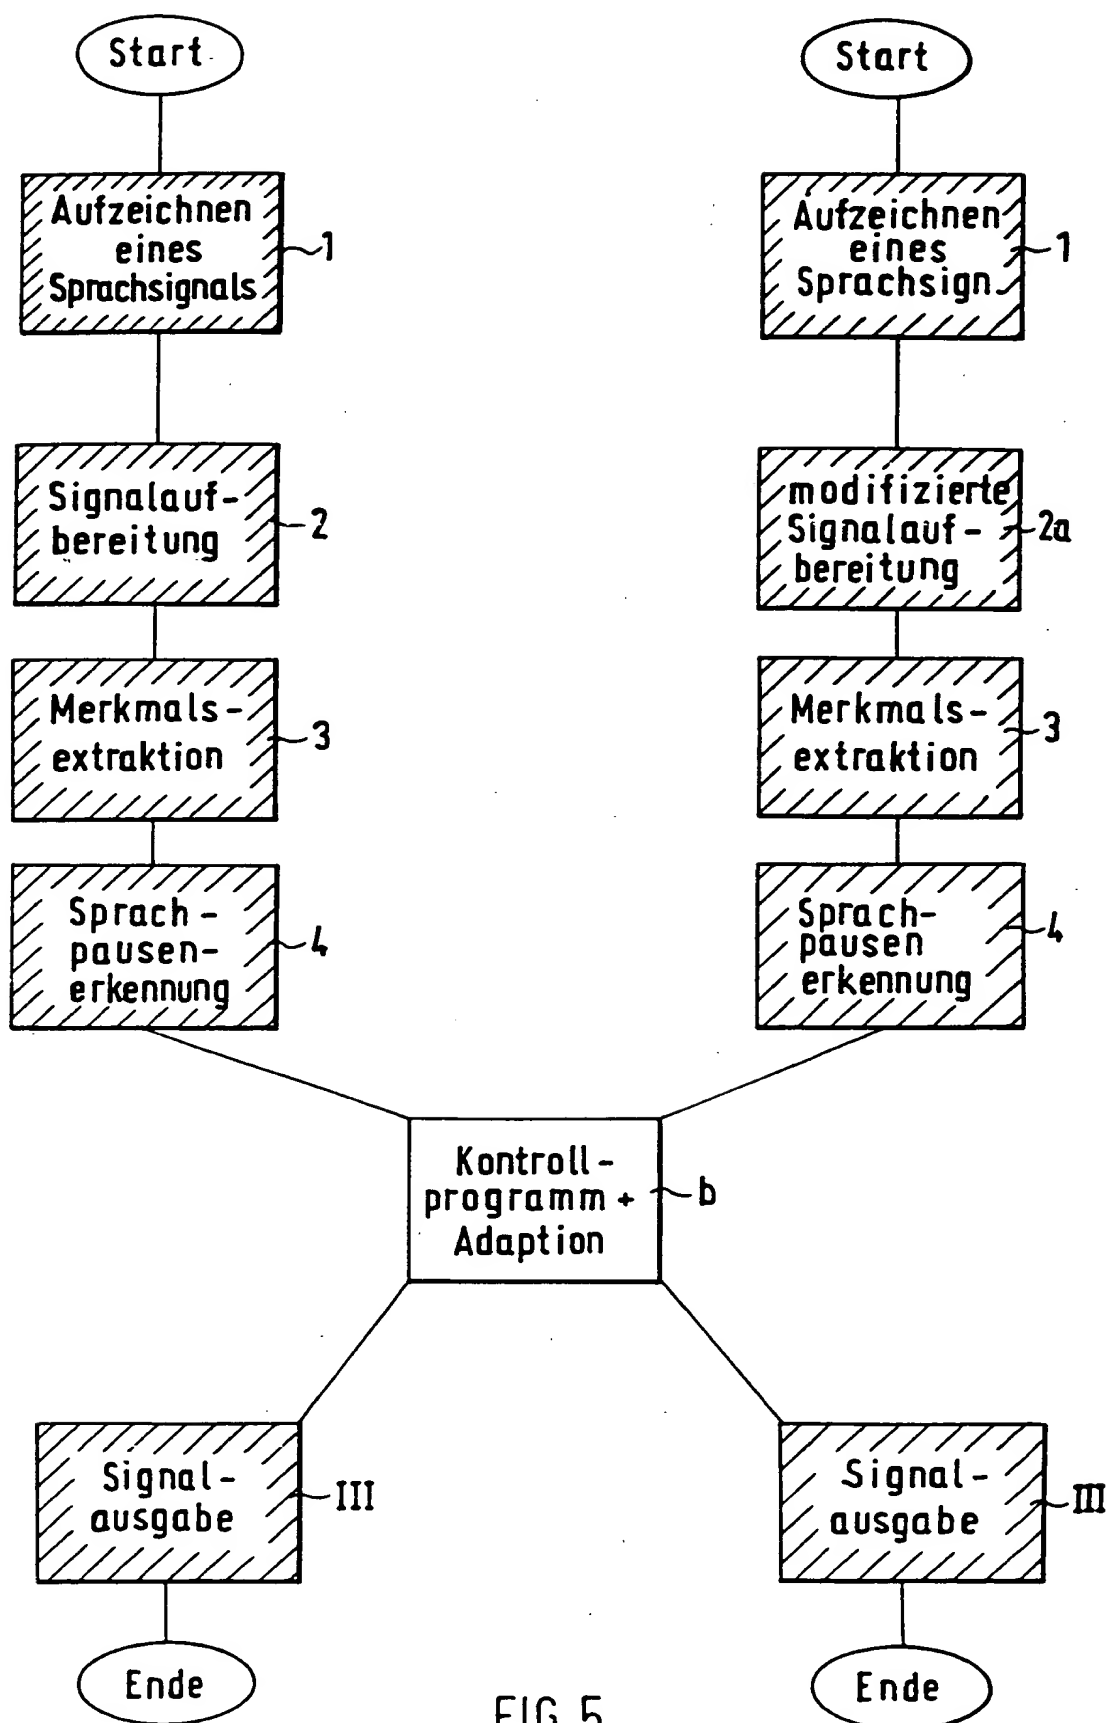 Start
Aufzeichnen
eines
Sprachsignals
1
Signalauf-
bereitung
2
Merkmals-
extraktion
3
Sprach-
pausen-
erkennung
4
Start
Aufzeichnen
eines
Sprachsign.
1
modifizierte
Signalauf-
bereitung
2a
Merkmals-
extraktion
3
Sprach-
pausen
erkennung
4
Kontroll-
programm +
Adaption
b
Signal-
ausgabe
III
Ende
Signal-
ausgabe
III
Ende
FIG. 5